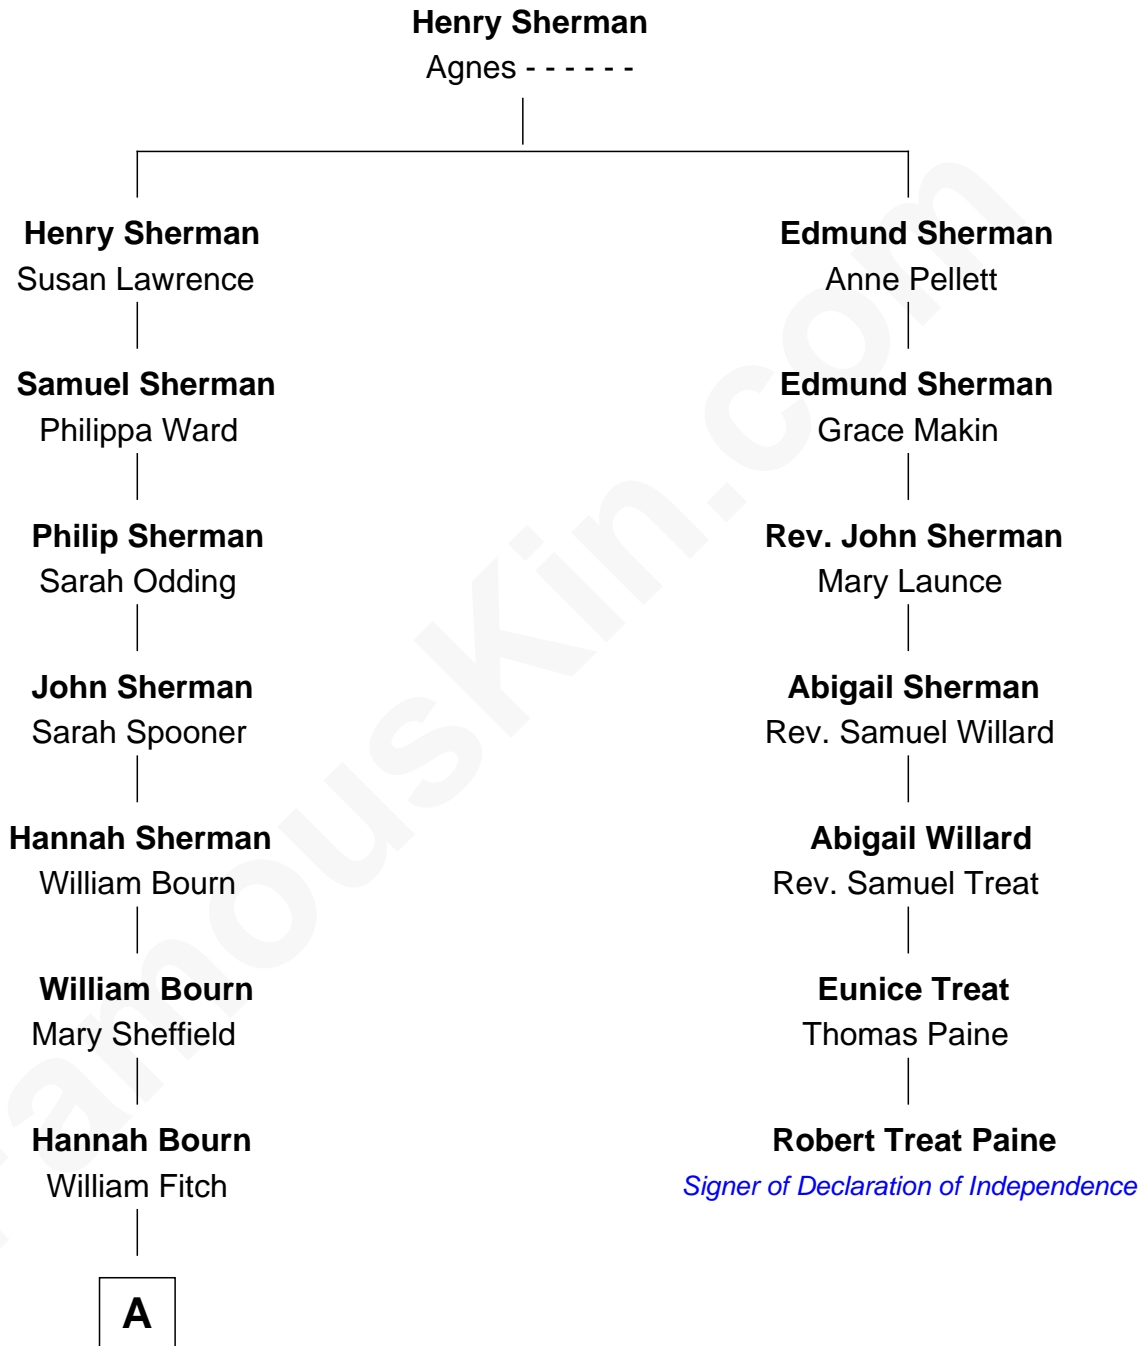 Henry Sherman
Agnes - - - - - -
Henry Sherman
Susan Lawrence
Edmund Sherman
Anne Pellett
Samuel Sherman
Philippa Ward
Edmund Sherman
Grace Makin
Philip Sherman
Sarah Odding
Rev. John Sherman
Mary Launce
John Sherman
Sarah Spooner
Abigail Sherman
Rev. Samuel Willard
Hannah Sherman
William Bourn
Abigail Willard
Rev. Samuel Treat
William Bourn
Mary Sheffield
Eunice Treat
Thomas Paine
Hannah Bourn
William Fitch
Robert Treat Paine
Signer of Declaration of Independence
A
FamousKin.com